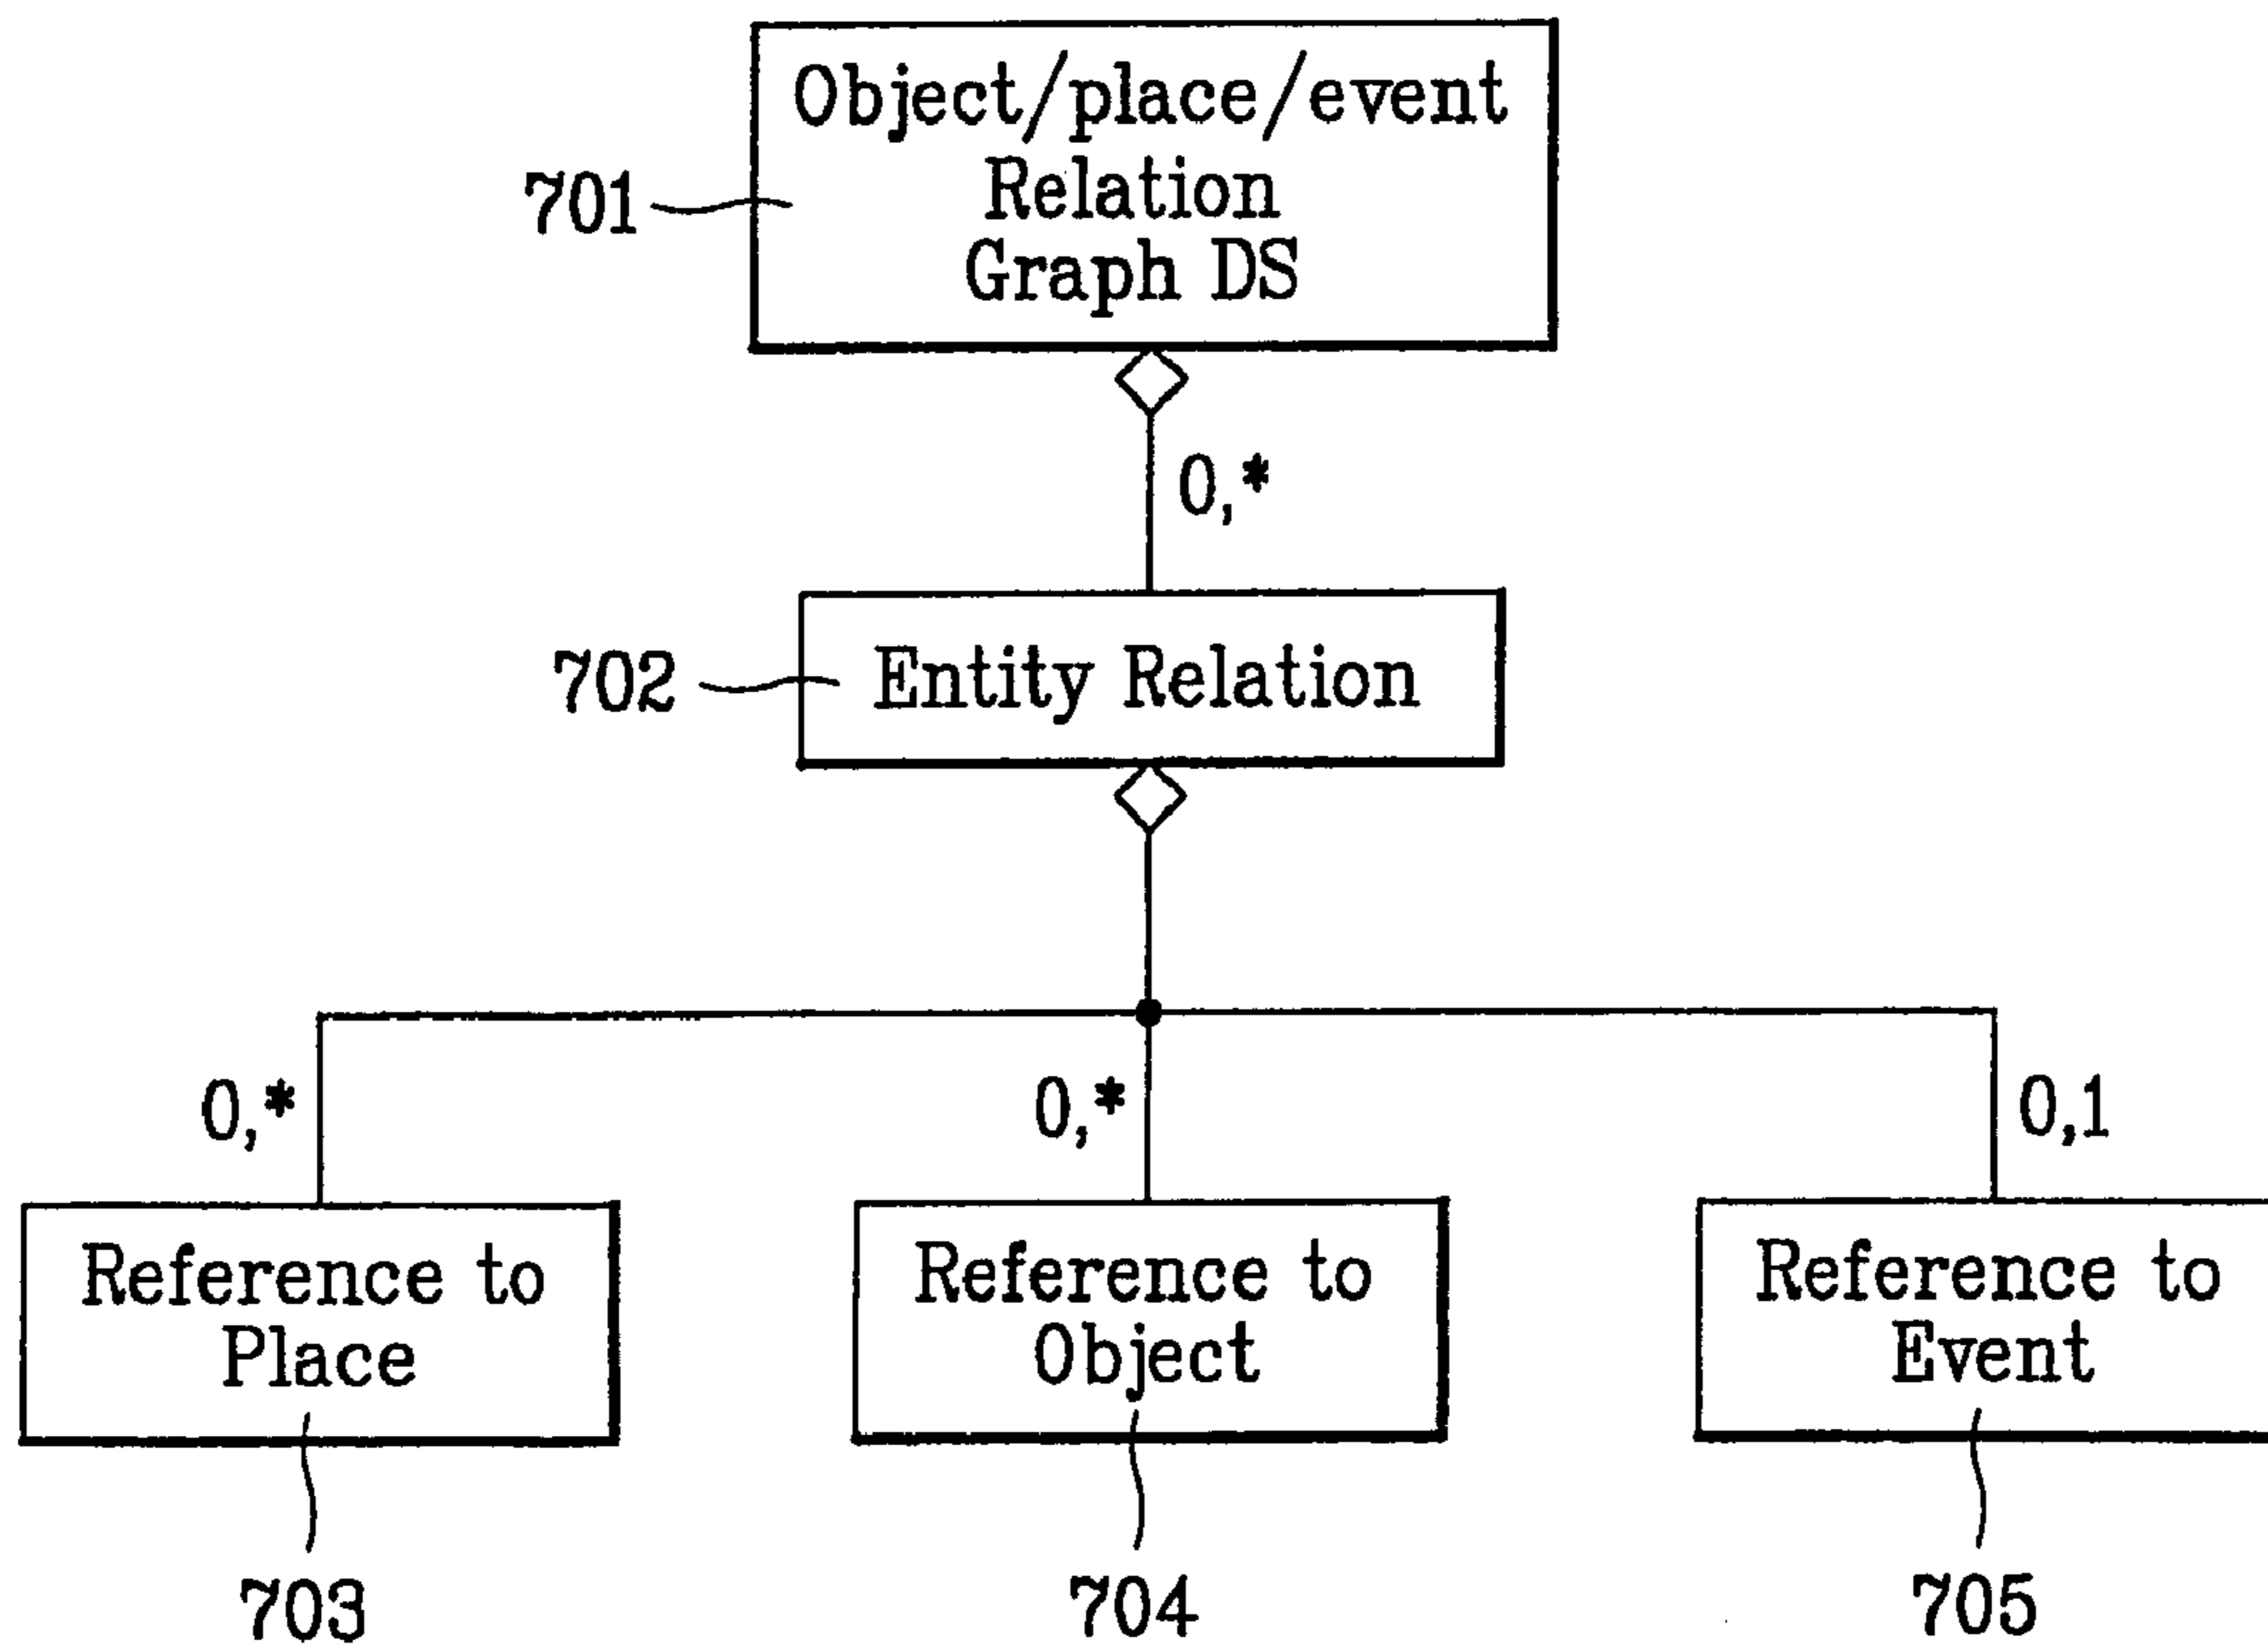 Object/place/event
Relation
Graph DS
701
0,*
702
Entity Relation
0,*
0,*
0,1
Reference to
Place
Reference to
Object
Reference to
Event
703
704
705